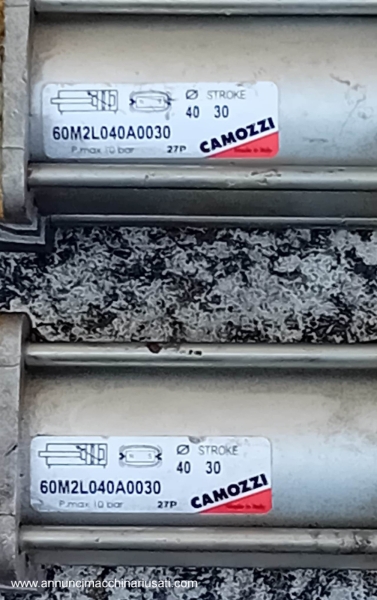 Ø STROKE
40 30
60M2L040A0030
P.max 10 bar 27P CAMOZZI
Made in Italy
Ø STROKE
40 30
60M2L040A0030
P.max 10 bar 27P CAMOZZI
Made in Italy
www.annuncimacchinariusati.com